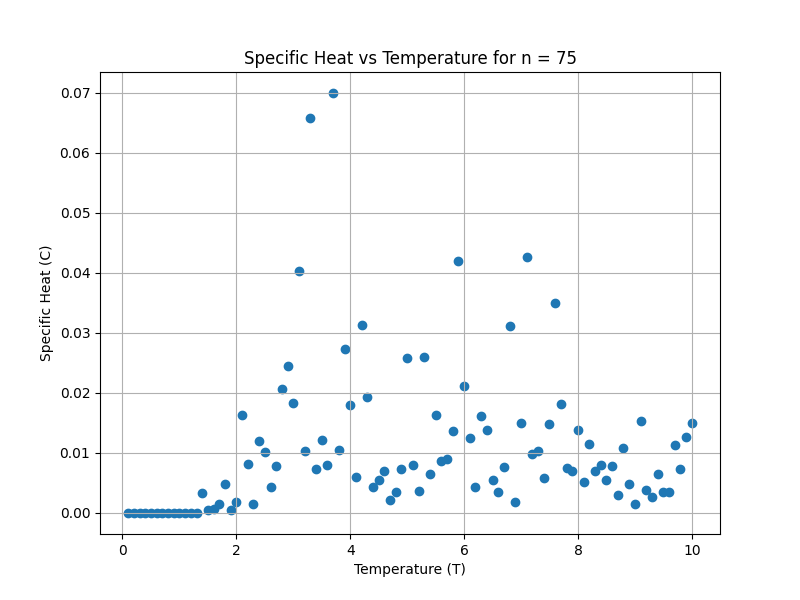 Specific Heat vs Temperature for n = 75
0.07
0.06
0.05
0.04
0.03
0.02
0.01
0.00
Specific Heat (C)
0 2 4 6 8 10
Temperature (T)